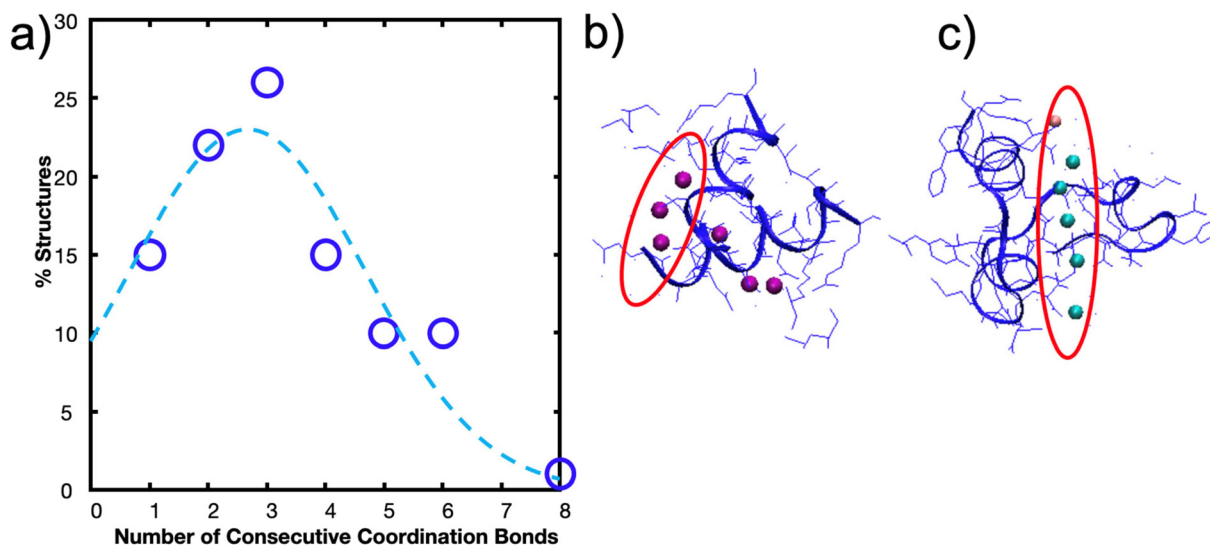 a)
b)
c)
% Structures
30
25
20
15
10
5
0
0 1 2 3 4 5 6 7 8
Number of Consecutive Coordination Bonds